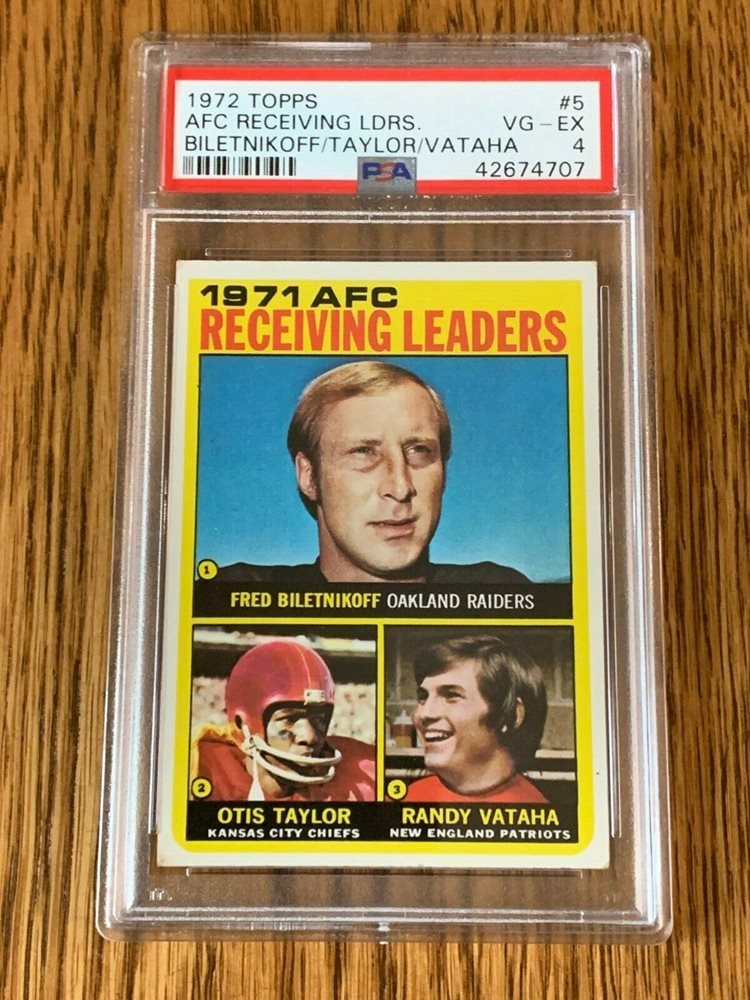 1972 TOPPS #5
AFC RECEIVING LDRS. VG-EX
BILETNIKOFF/TAYLOR/VATAHA 4
PSA 42674707
1971 AFC
RECEIVING LEADERS
1
FRED BILETNIKOFF OAKLAND RAIDERS
2
OTIS TAYLOR
KANSAS CITY CHIEFS
3
RANDY VATAHA
NEW ENGLAND PATRIOTS